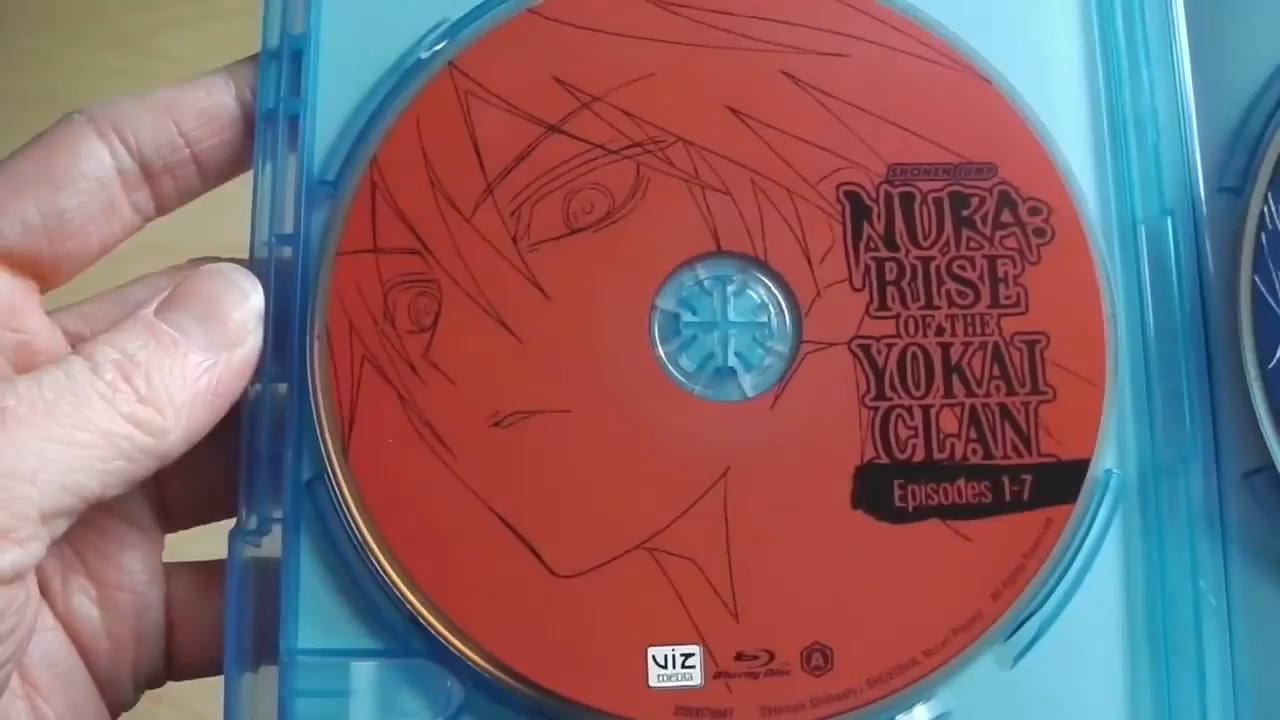 SHONEN JUMP
NURA:
RISE
OF THE
YOKAI
CLAN
Episodes 1-7
VIZ
media
Blu-ray Disc
A